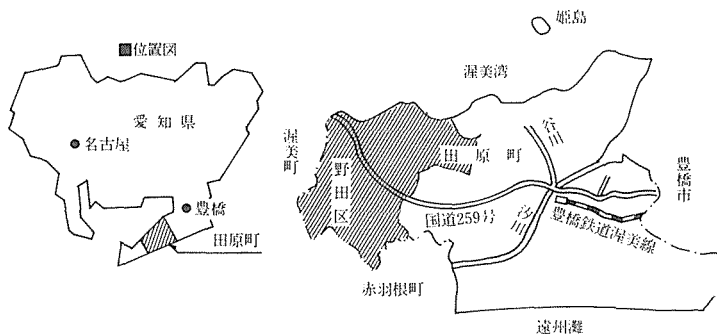 ■位置図
愛知県
名古屋
豊橋
田原町
姫島
渥美湾
渥美町
野田区
田原町
谷川
豊橋市
国道259号
汐川
豊橋鉄道渥美線
赤羽根町
遠州灘